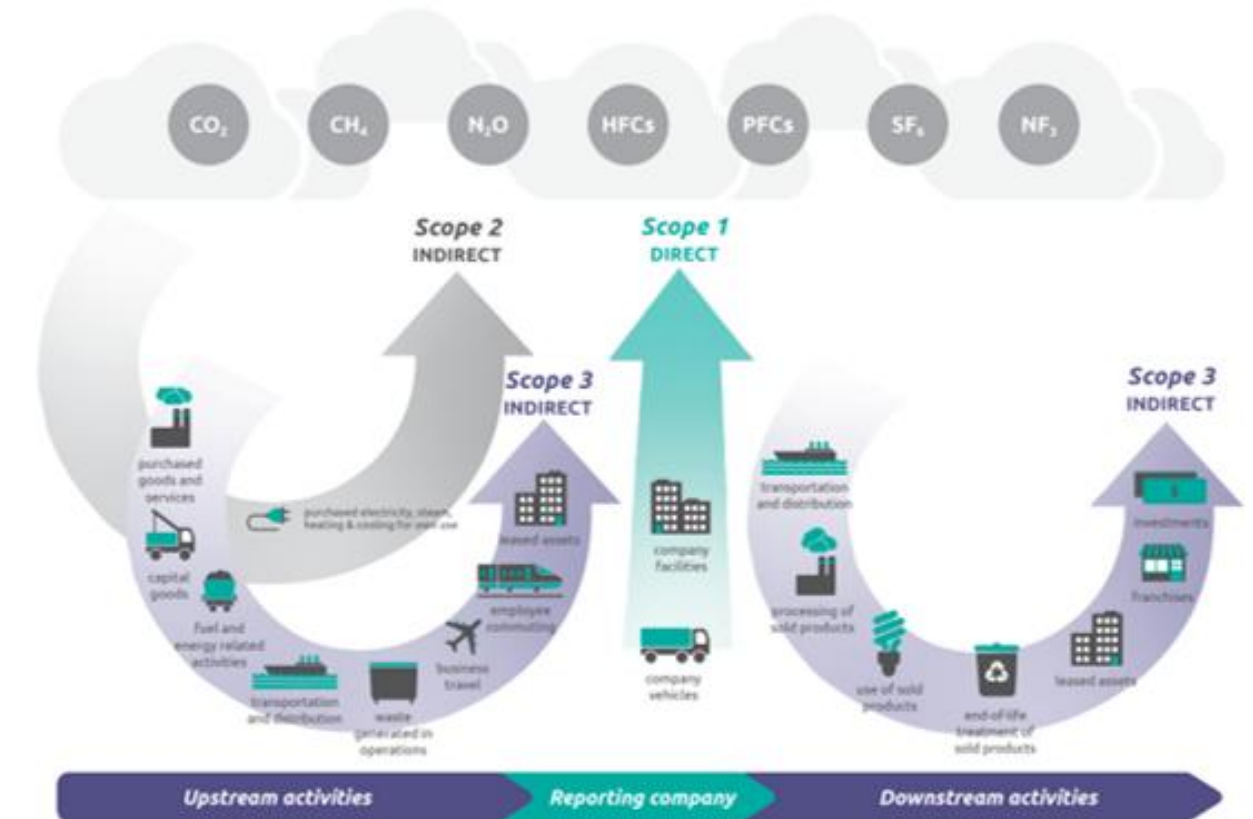 CO₂
CH₄
N₂O
HFCs
PFCs
SF₆
NF₃
Scope 2
INDIRECT
Scope 1
DIRECT
Scope 3
INDIRECT
Scope 3
INDIRECT
purchased
goods and
services
capital
goods
fuel and
energy related
activities
transportation
and distribution
waste
generated in
operations
business
travel
employee
commuting
leased assets
purchased electricity, steam,
heating & cooling for own use
company
facilities
company
vehicles
transportation
and distribution
processing of
sold products
use of sold
products
end-of-life
treatment of
sold products
leased assets
franchises
investments
Upstream activities
Reporting company
Downstream activities